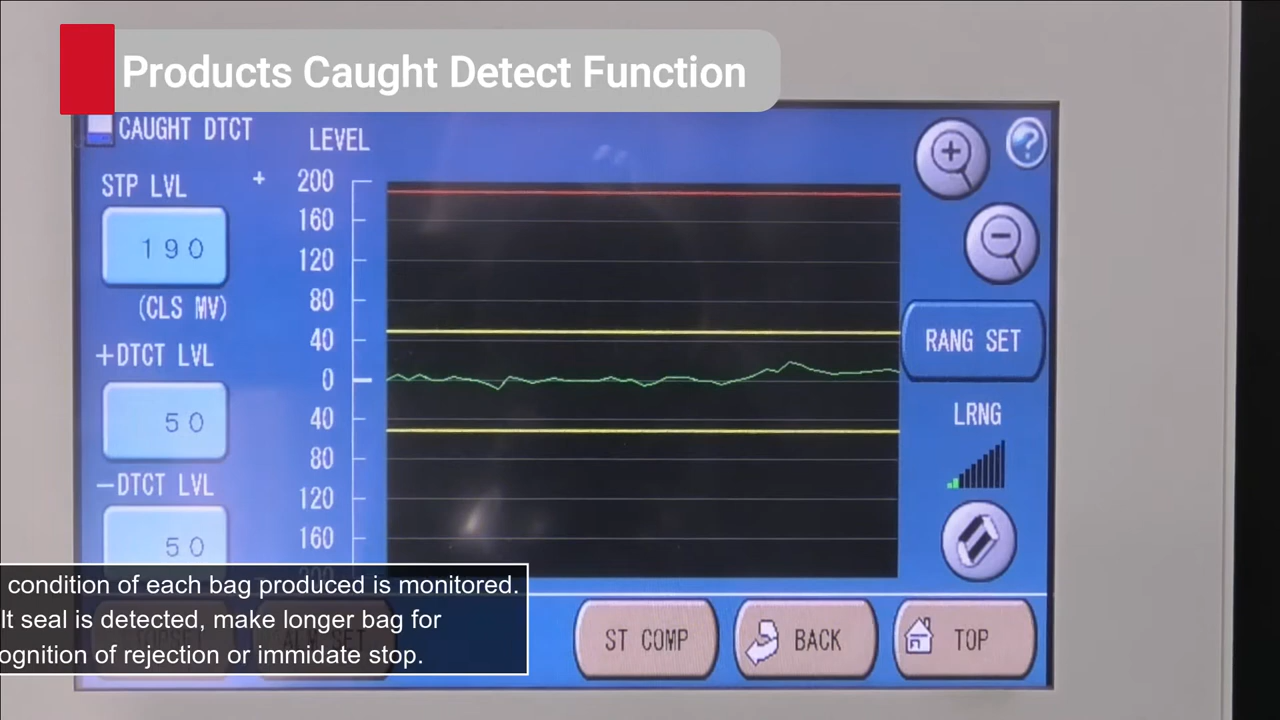 Products Caught Detect Function
CAUGHT DTCT
LEVEL
STP LVL
+ 200
190
160
(CLS MV)
120
80
+DTCT LVL
40
50
0
40
-DTCT LVL
80
50
120
160
200
RANG SET
LRNG
condition of each bag produced is monitored.
lt seal is detected, make longer bag for
ognition of rejection or immidate stop.
ST COMP
BACK
TOP
?